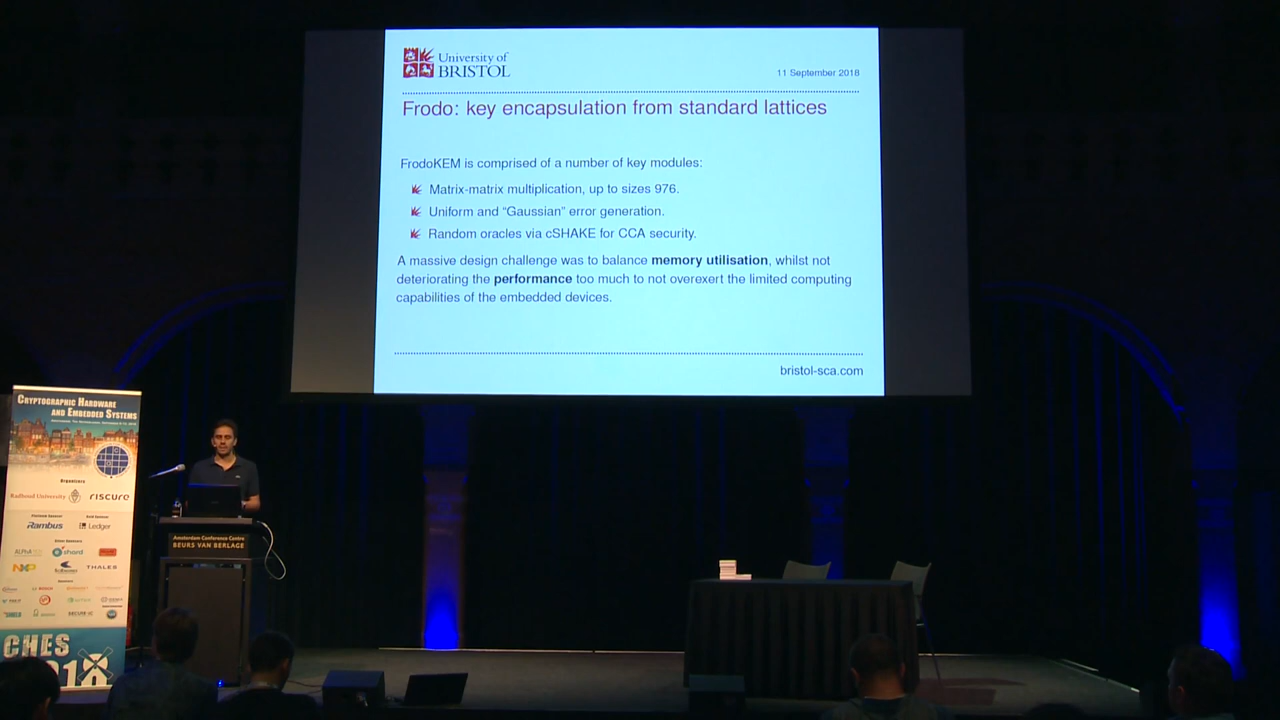 University of
BRISTOL
11 September 2018
Frodo: key encapsulation from standard lattices
FrodoKEM is comprised of a number of key modules:
Matrix-matrix multiplication, up to sizes 976.
Uniform and “Gaussian” error generation.
Random oracles via cSHAKE for CCA security.
A massive design challenge was to balance memory utilisation, whilst not
deteriorating the performance too much to not overexert the limited computing
capabilities of the embedded devices.
bristol-sca.com
CRYPTOGRAPHIC HARDWARE
AND EMBEDDED SYSTEMS
Organizers
Radboud University
riscure
Rambus
Ledger
shard
NXP
THALES
CHES
Amsterdam Conference Centre
BEURS VAN BERLAGE